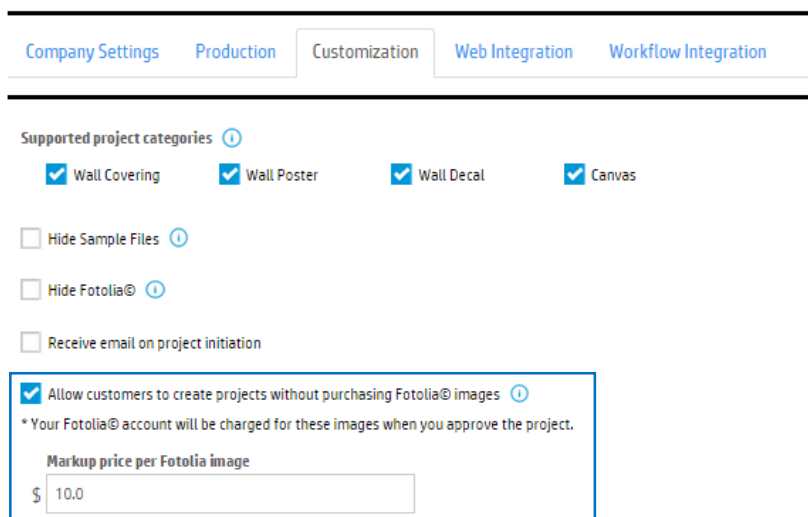 Company Settings Production Customization Web Integration Workflow Integration
Supported project categories
Wall Covering Wall Poster Wall Decal Canvas
Hide Sample Files
Hide Fotolia©
Receive email on project initiation
Allow customers to create projects without purchasing Fotolia© images
* Your Fotolia© account will be charged for these images when you approve the project.
Markup price per Fotolia image
$ 10.0